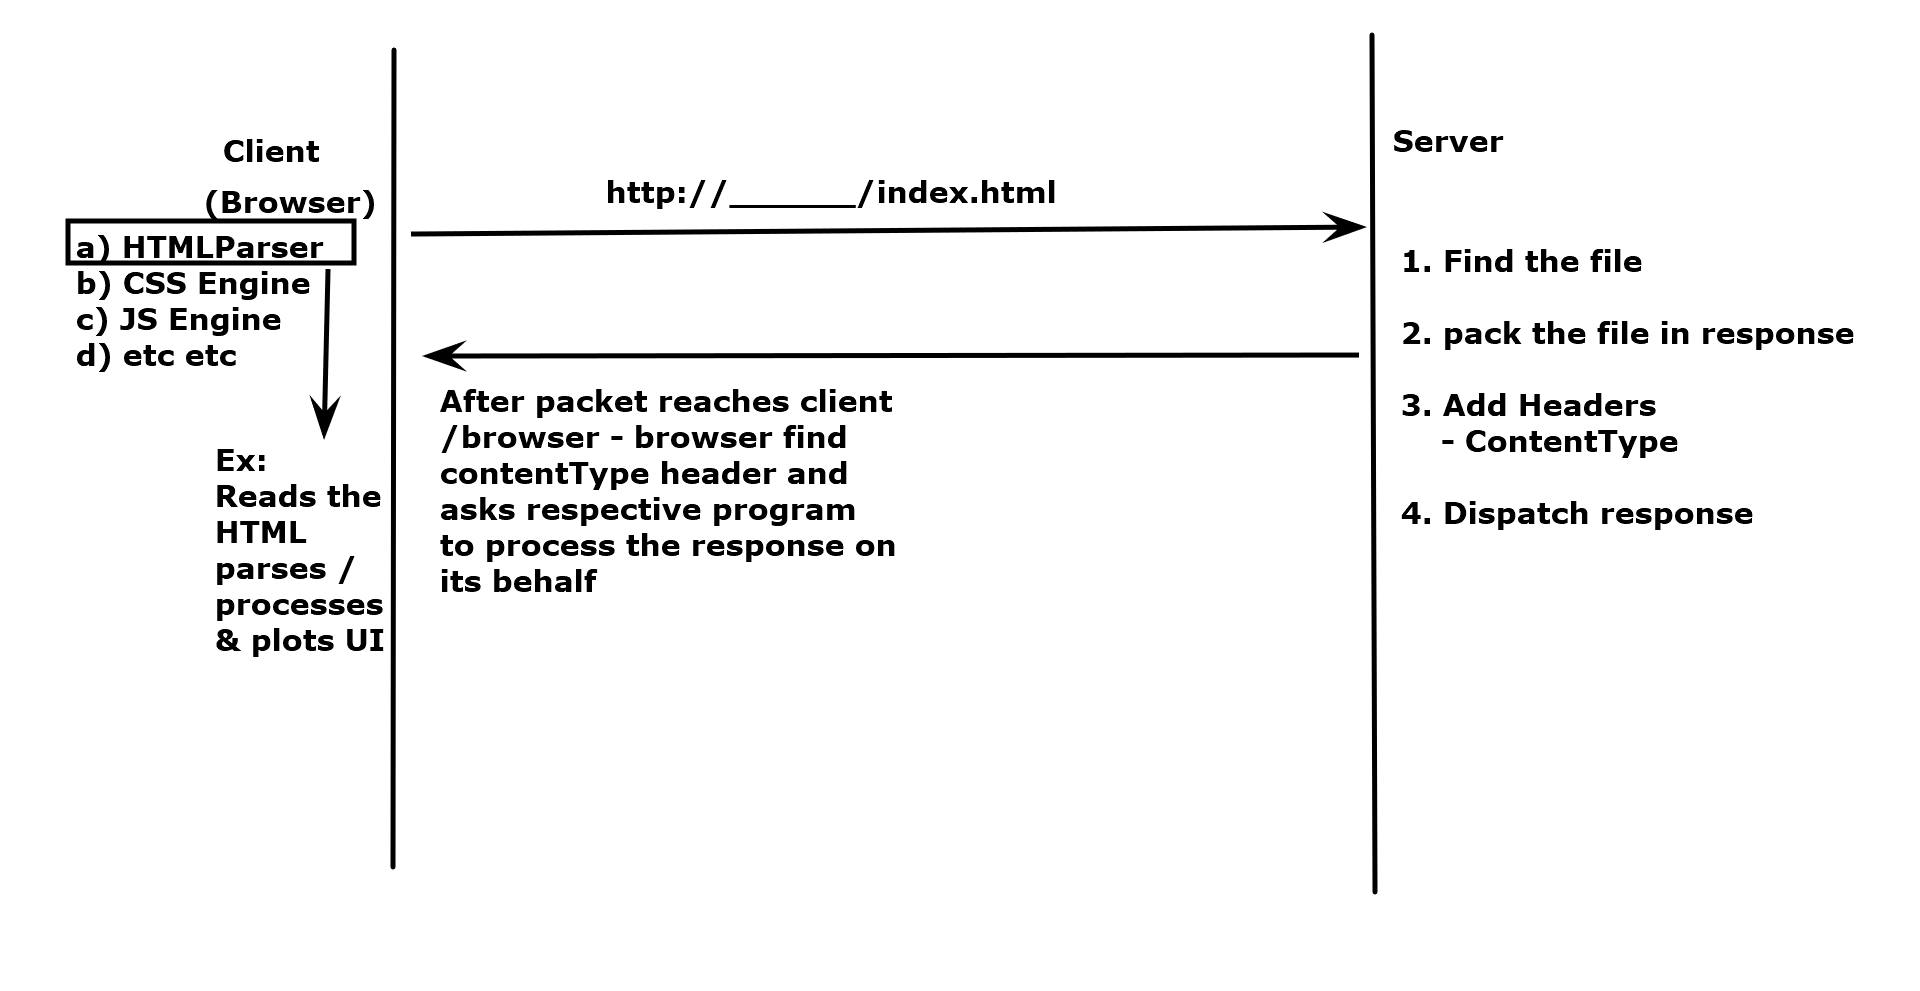 Client
(Browser)
a) HTMLParser
b) CSS Engine
c) JS Engine
d) etc etc
Ex:
Reads the
HTML
parses /
processes
& plots UI
http://________/index.html
After packet reaches client
/browser - browser find
contentType header and
asks respective program
to process the response on
its behalf
Server
1. Find the file
2. pack the file in response
3. Add Headers
- ContentType
4. Dispatch response